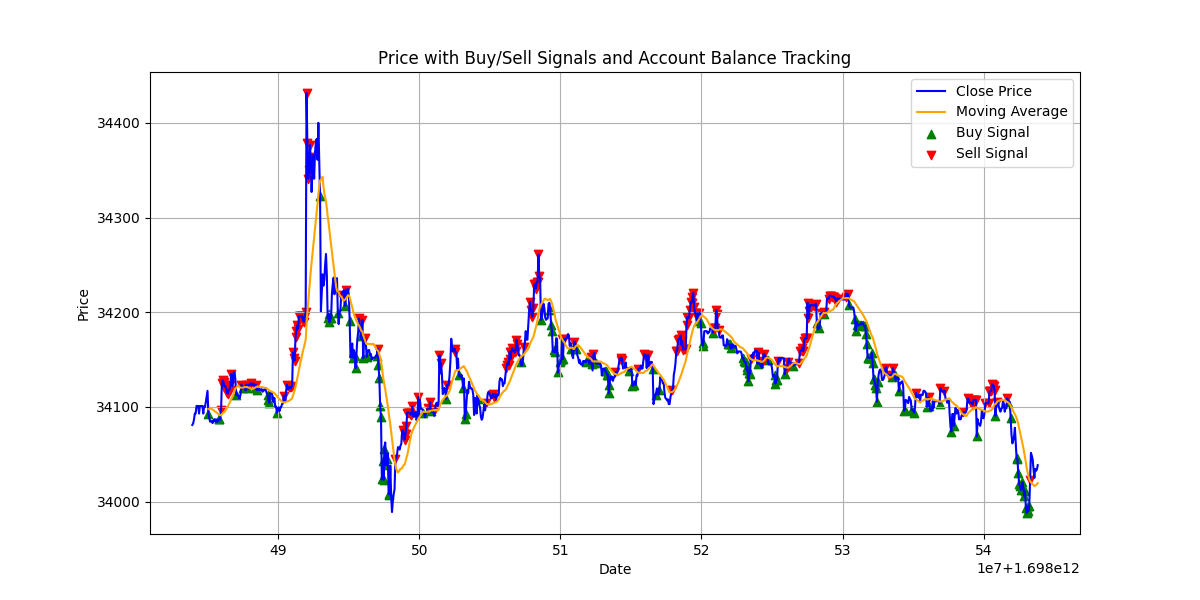 Price with Buy/Sell Signals and Account Balance Tracking
Close Price
Moving Average
Buy Signal
Sell Signal
34400
34300
34200
34100
34000
Price
49 50 51 52 53 54
Date
1e7+1.698e12